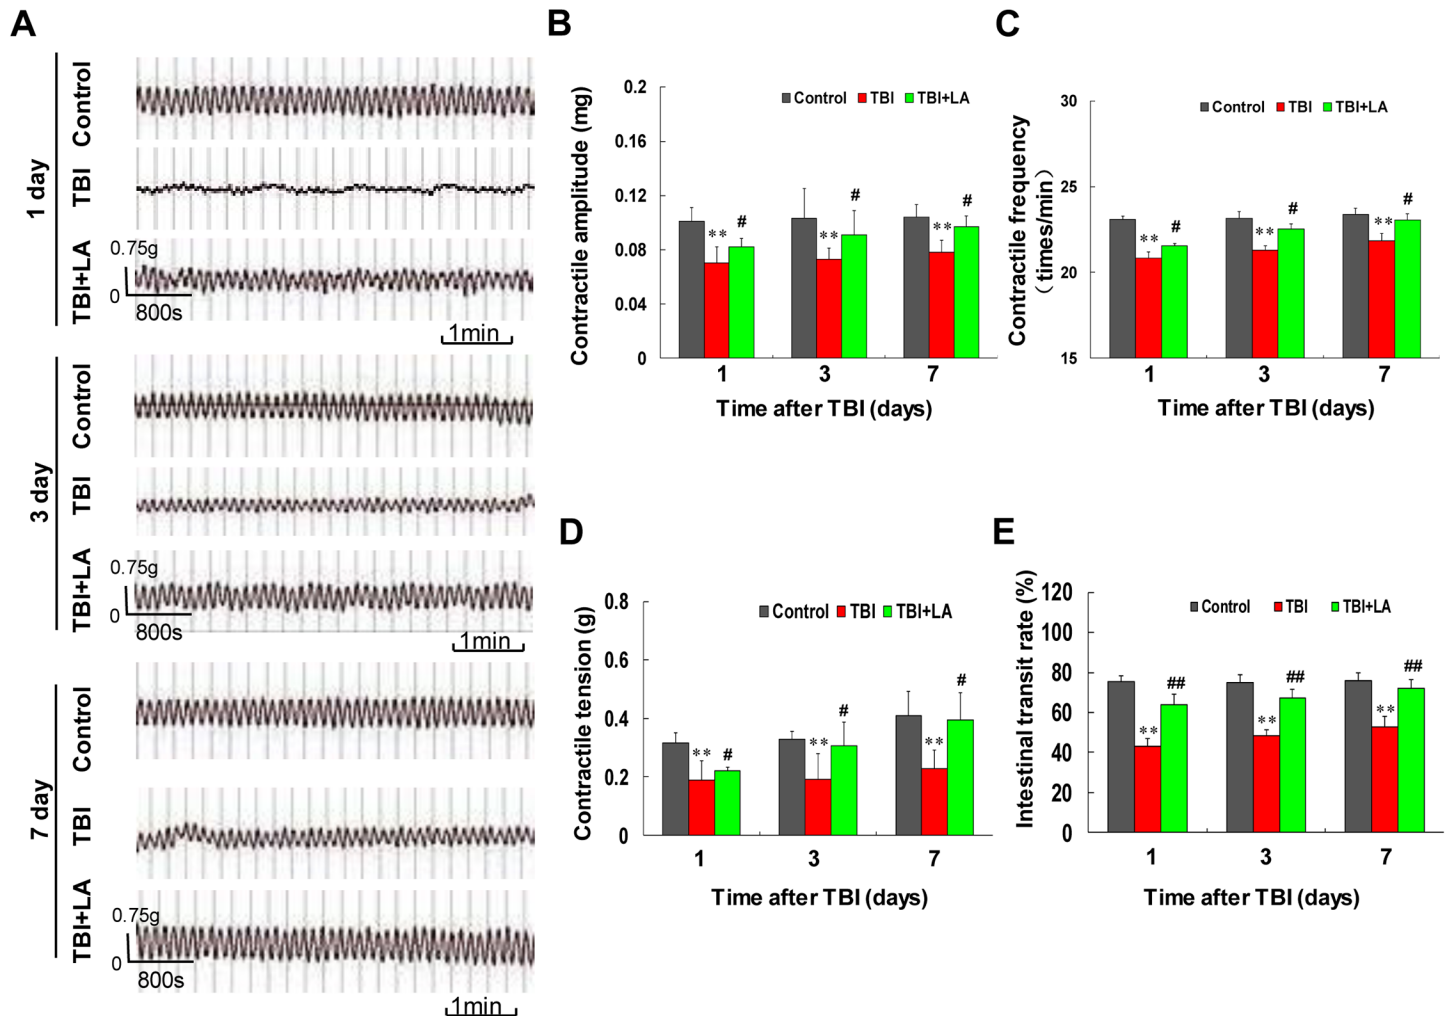 A
1 day
Control
TBI
TBI+LA
0.75g
0
800s
1min
3 day
Control
TBI
TBI+LA
0.75g
0
800s
1min
7 day
Control
TBI
TBI+LA
0.75g
0
800s
1min
B
Contractile amplitude (mg)
0.2
0.16
0.12
0.08
0.04
0
Control TBI TBI+LA
** #
** #
** #
1 3 7
Time after TBI (days)
C
Contractile frequency
(times/min)
30
25
20
15
Control TBI TBI+LA
** #
** #
** #
1 3 7
Time after TBI (days)
D
Contractile tension (g)
0.8
0.6
0.4
0.2
0
Control TBI TBI+LA
** #
** #
** #
1 3 7
Time after TBI (days)
E
Intestinal transit rate (%)
120
100
80
60
40
20
0
Control TBI TBI+LA
** ##
** ##
** ##
1 3 7
Time after TBI (days)